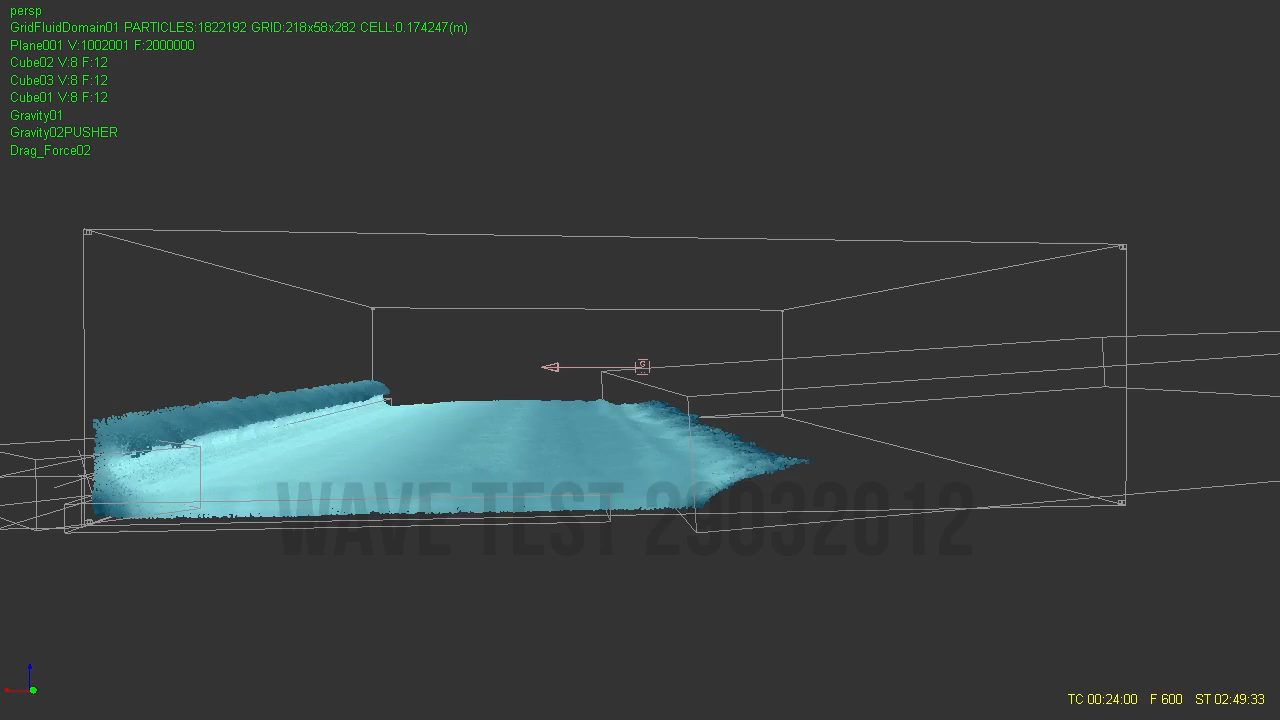 persp
GridFluidDomain01 PARTICLES:1822192 GRID:218x58x282 CELL:0.174247(m)
Plane001 V:1002001 F:2000000
Cube02 V:8 F:12
Cube03 V:8 F:12
Cube01 V:8 F:12
Gravity01
Gravity02PUSHER
Drag_Force02
G
WAVE TEST 29032012
TC 00:24:00 F 600 ST 02:49:33